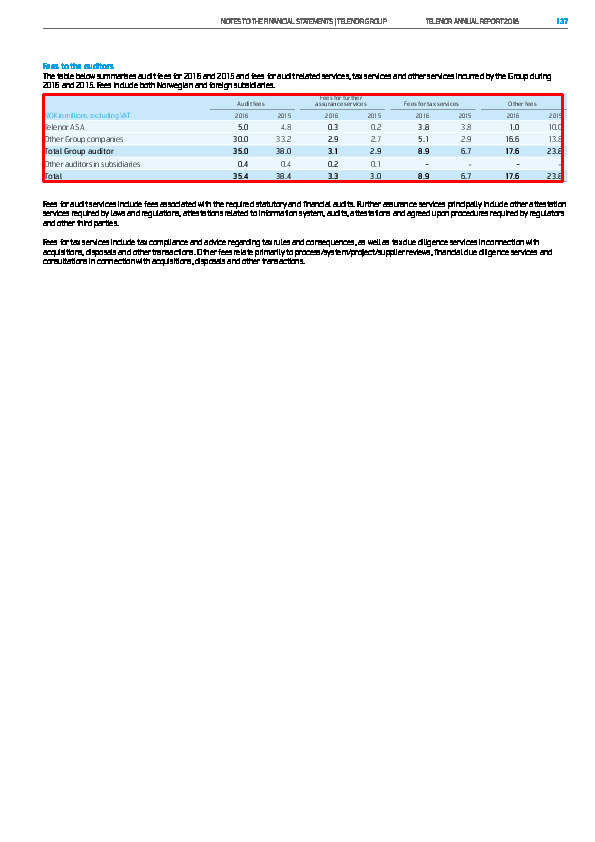 NOTES TO THE FINANCIAL STATEMENTS | TELENOR GROUP TELENOR ANNUAL REPORT 2016 137
Fees to the auditors
The table below summarises audit fees for 2016 and 2015 and fees for audit related services, tax services and other services incurred by the Group during
2016 and 2015. Fees include both Norwegian and foreign subsidiaries.
Audit fees Fees for further assurance services Fees for tax services Other fees
NOK in millions, excluding VAT 2016 2015 2016 2015 2016 2015 2016 2015
Telenor ASA 5.0 4.8 0.3 0.2 3.8 3.8 1.0 10.0
Other Group companies 30.0 33.2 2.9 2.7 5.1 2.9 16.6 13.8
Total Group auditor 35.0 38.0 3.1 2.9 8.9 6.7 17.6 23.8
Other auditors in subsidiaries 0.4 0.4 0.2 0.1 – – – –
Total 35.4 38.4 3.3 3.0 8.9 6.7 17.6 23.8
Fees for audit services include fees associated with the required statutory and financial audits. Further assurance services principally include other attestation
services required by laws and regulations, attestations related to information system, audits, attestations and agreed upon procedures required by regulators
and other third parties.
Fees for tax services include tax compliance and advice regarding tax rules and consequences, as well as tax due diligence services in connection with
acquisitions, disposals and other transactions. Other fees relate primarily to process/system/project/supplier reviews, financial due diligence services and
consultations in connection with acquisitions, disposals and other transactions.